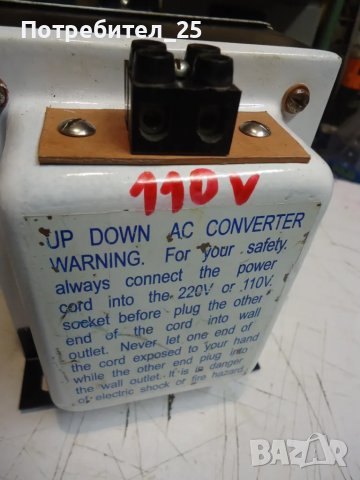 Потребител 25
110 V
UP DOWN AC CONVERTER
WARNING. For your safety.
always connect the power
cord into the 220V or 110V
socket before plug the other
end of the cord into wall
outlet. Never let one end of
the cord exposed to your hand
while the other end plug into
the wall outlet. It is a danger
of electric shock or fire hazard
BAZAR